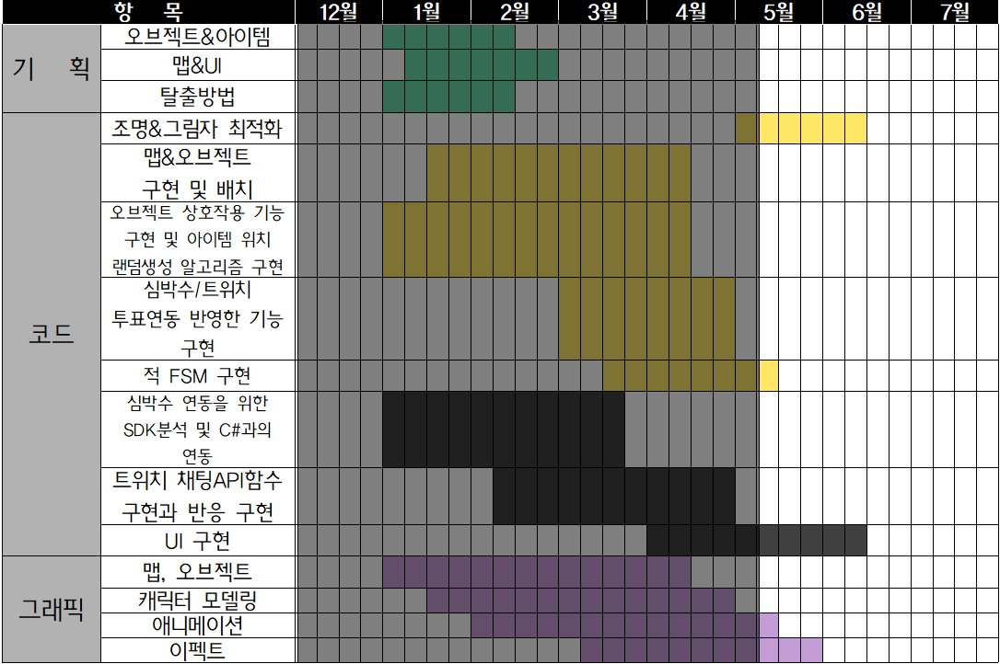 항 목 12월 1월 2월 3월 4월 5월 6월 7월
기 획
오브젝트&아이템
맵&UI
탈출방법
코드
조명&그림자 최적화
맵&오브젝트
구현 및 배치
오브젝트 상호작용 기능
구현 및 아이템 위치
랜덤생성 알고리즘 구현
심박수/트위치
투표연동 반영한 기능
구현
적 FSM 구현
심박수 연동을 위한
SDK분석 및 C#과의
연동
트위치 채팅API함수
구현과 반응 구현
UI 구현
그래픽
맵, 오브젝트
캐릭터 모델링
애니메이션
이펙트